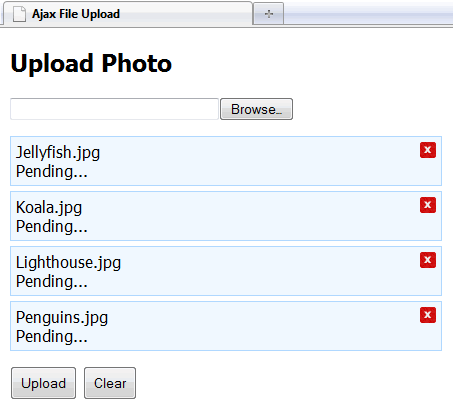 Ajax File Upload
Upload Photo
Browse...
Jellyfish.jpg
Pending...
Koala.jpg
Pending...
Lighthouse.jpg
Pending...
Penguins.jpg
Pending...
Upload Clear